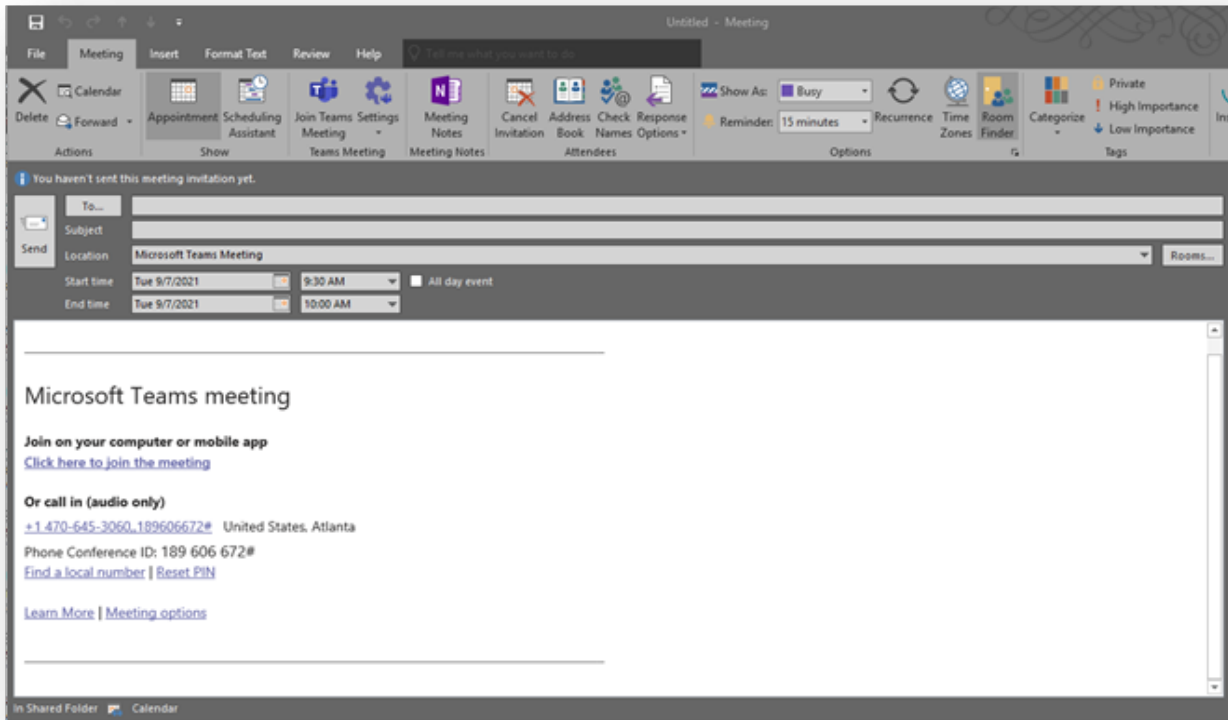 Untitled - Meeting
File Meeting Insert Format Text Review Help Tell me what you want to do
Delete Calendar Forward
Actions
Appointment Scheduling Assistant
Show
Join Teams Meeting Settings
Teams Meeting
Meeting Notes
Meeting Notes
Cancel Invitation Address Book Check Names Response Options
Attendees
Show As: Busy
Reminder: 15 minutes
Recurrence Time Zones Room Finder
Options
Categorize Private
High Importance
Low Importance
Tags
You haven't sent this meeting invitation yet.
Send
To...
Subject
Location Microsoft Teams Meeting Rooms...
Start time Tue 9/7/2021 9:30 AM All day event
End time Tue 9/7/2021 10:00 AM
Microsoft Teams meeting
Join on your computer or mobile app
Click here to join the meeting
Or call in (audio only)
+1 470-645-3060,,189606672# United States, Atlanta
Phone Conference ID: 189 606 672#
Find a local number | Reset PIN
Learn More | Meeting options
In Shared Folder Calendar